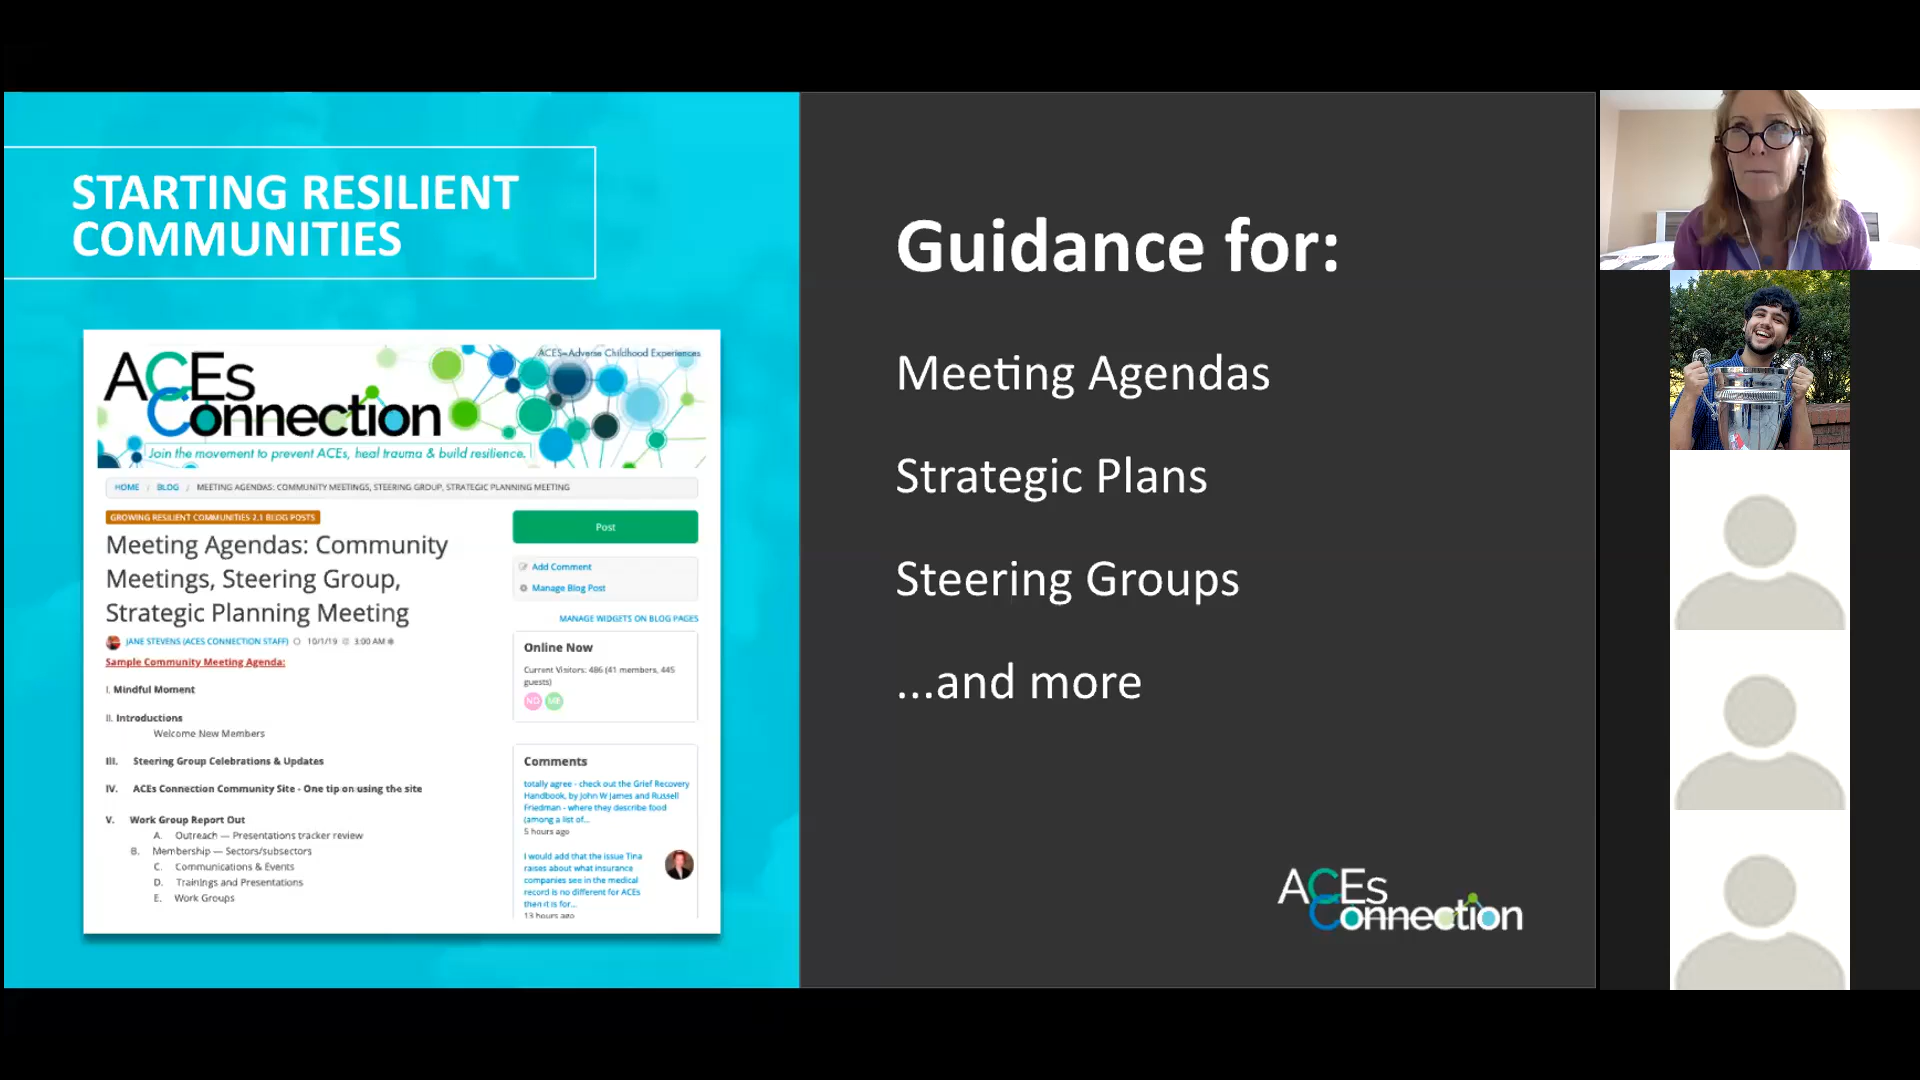 STARTING RESILIENT
COMMUNITIES
ACEs
Connection
ACES=Adverse Childhood Experiences
Join the movement to prevent ACEs, heal trauma & build resilience.
HOME / BLOG / MEETING AGENDAS: COMMUNITY MEETINGS, STEERING GROUP, STRATEGIC PLANNING MEETING
GROWING RESILIENT COMMUNITIES 2.1 BLOG POSTS
Meeting Agendas: Community
Meetings, Steering Group,
Strategic Planning Meeting
JANE STEVENS (ACES CONNECTION STAFF) 10/1/19 3:00 AM
Sample Community Meeting Agenda:
I. Mindful Moment
II. Introductions
Welcome New Members
III. Steering Group Celebrations & Updates
IV. ACEs Connection Community Site - One tip on using the site
V. Work Group Report Out
A. Outreach — Presentations tracker review
B. Membership — Sectors/subsectors
C. Communications & Events
D. Trainings and Presentations
E. Work Groups
Post
Add Comment
Manage Blog Post
MANAGE WIDGETS ON BLOG PAGES
Online Now
Current Visitors: 486 (41 members, 445
guests)
ND ME
Comments
totally agree - check out the Grief Recovery
Handbook, by John W James and Russell
Friedman - where they describe food
(among a list of...
5 hours ago
I would add that the issue Tina
raises about what insurance
companies see in the medical
record is no different for ACEs
then it is for...
13 hours ago
Guidance for:
Meeting Agendas
Strategic Plans
Steering Groups
...and more
ACEs
Connection